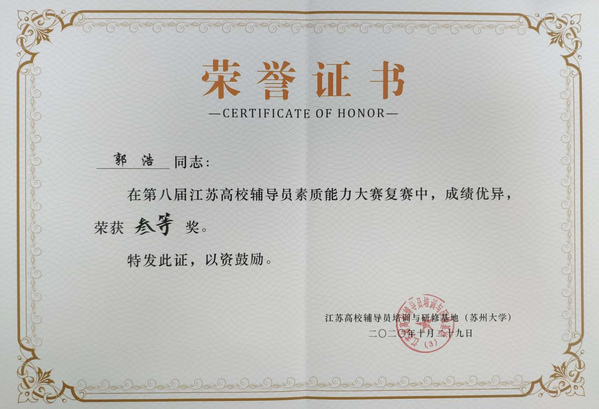 荣誉证书
—CERTIFICATE OF HONOR—
郭 浩 同志：
在第八届江苏高校辅导员素质能力大赛复赛中，成绩优异，
荣获 叁等 奖。
特发此证，以资鼓励。
江苏高校辅导员培训与研修基地（苏州大学）
十月二十九日
(3)